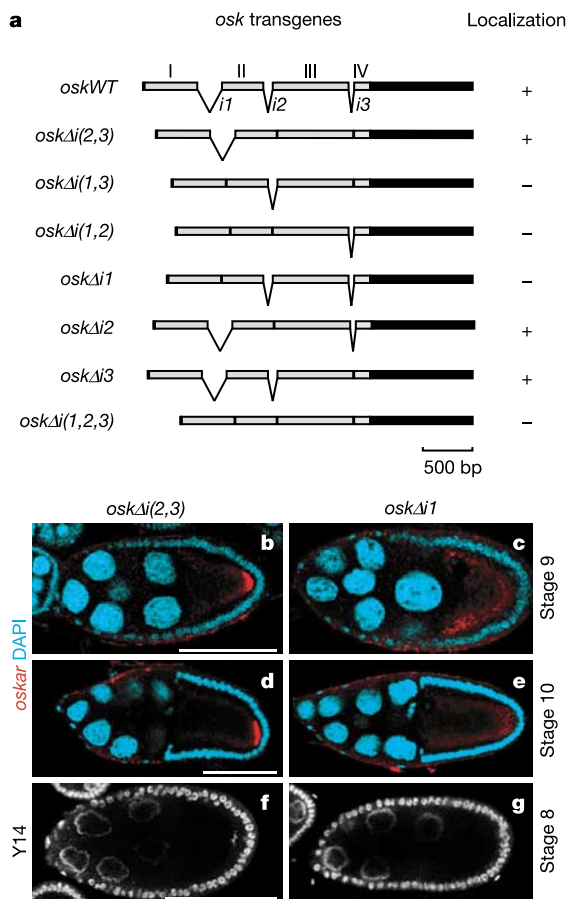 a
osk transgenes
Localization
I II III IV
oskWT i1 i2 i3 +
oskΔi(2,3) +
oskΔi(1,3) –
oskΔi(1,2) –
oskΔi1 –
oskΔi2 +
oskΔi3 +
oskΔi(1,2,3) –
500 bp
oskΔi(2,3) oskΔi1
b
c
Stage 9
oskar DAPI
d
e
Stage 10
Y14
f
g
Stage 8